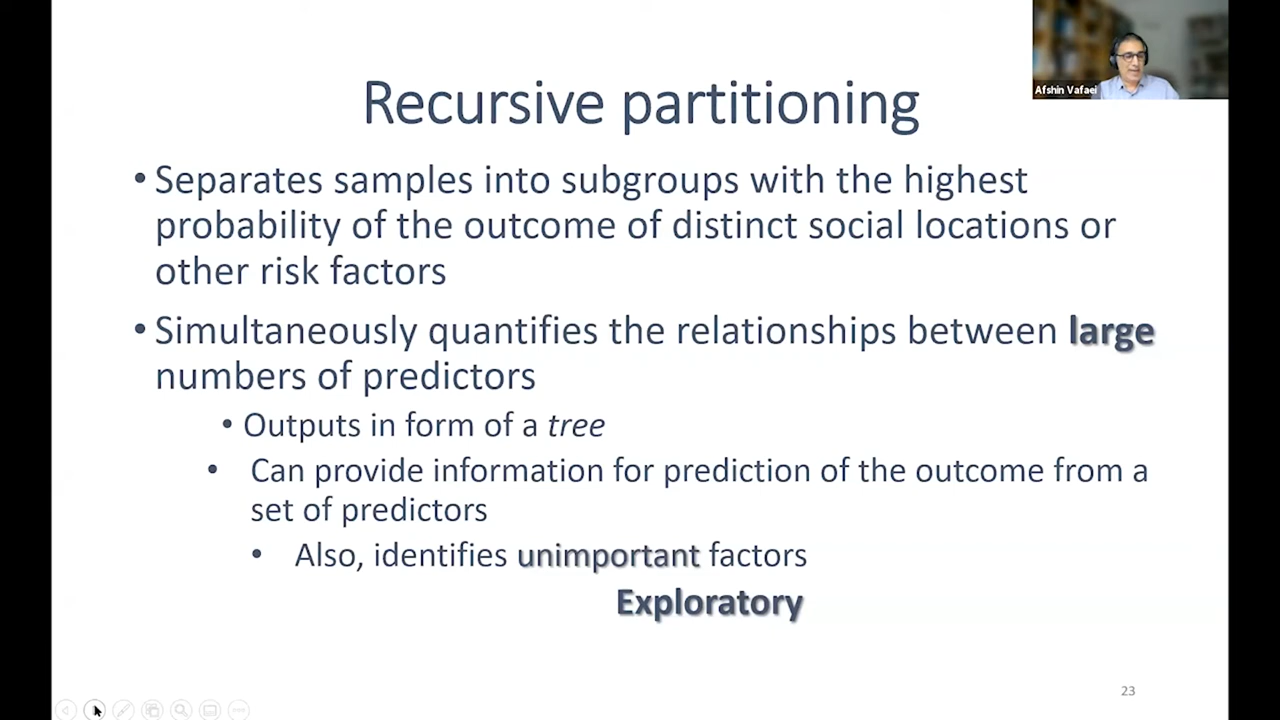 Afshin Vafaei
Recursive partitioning
• Separates samples into subgroups with the highest
probability of the outcome of distinct social locations or
other risk factors
• Simultaneously quantifies the relationships between large
numbers of predictors
• Outputs in form of a tree
• Can provide information for prediction of the outcome from a
set of predictors
• Also, identifies unimportant factors
Exploratory
23